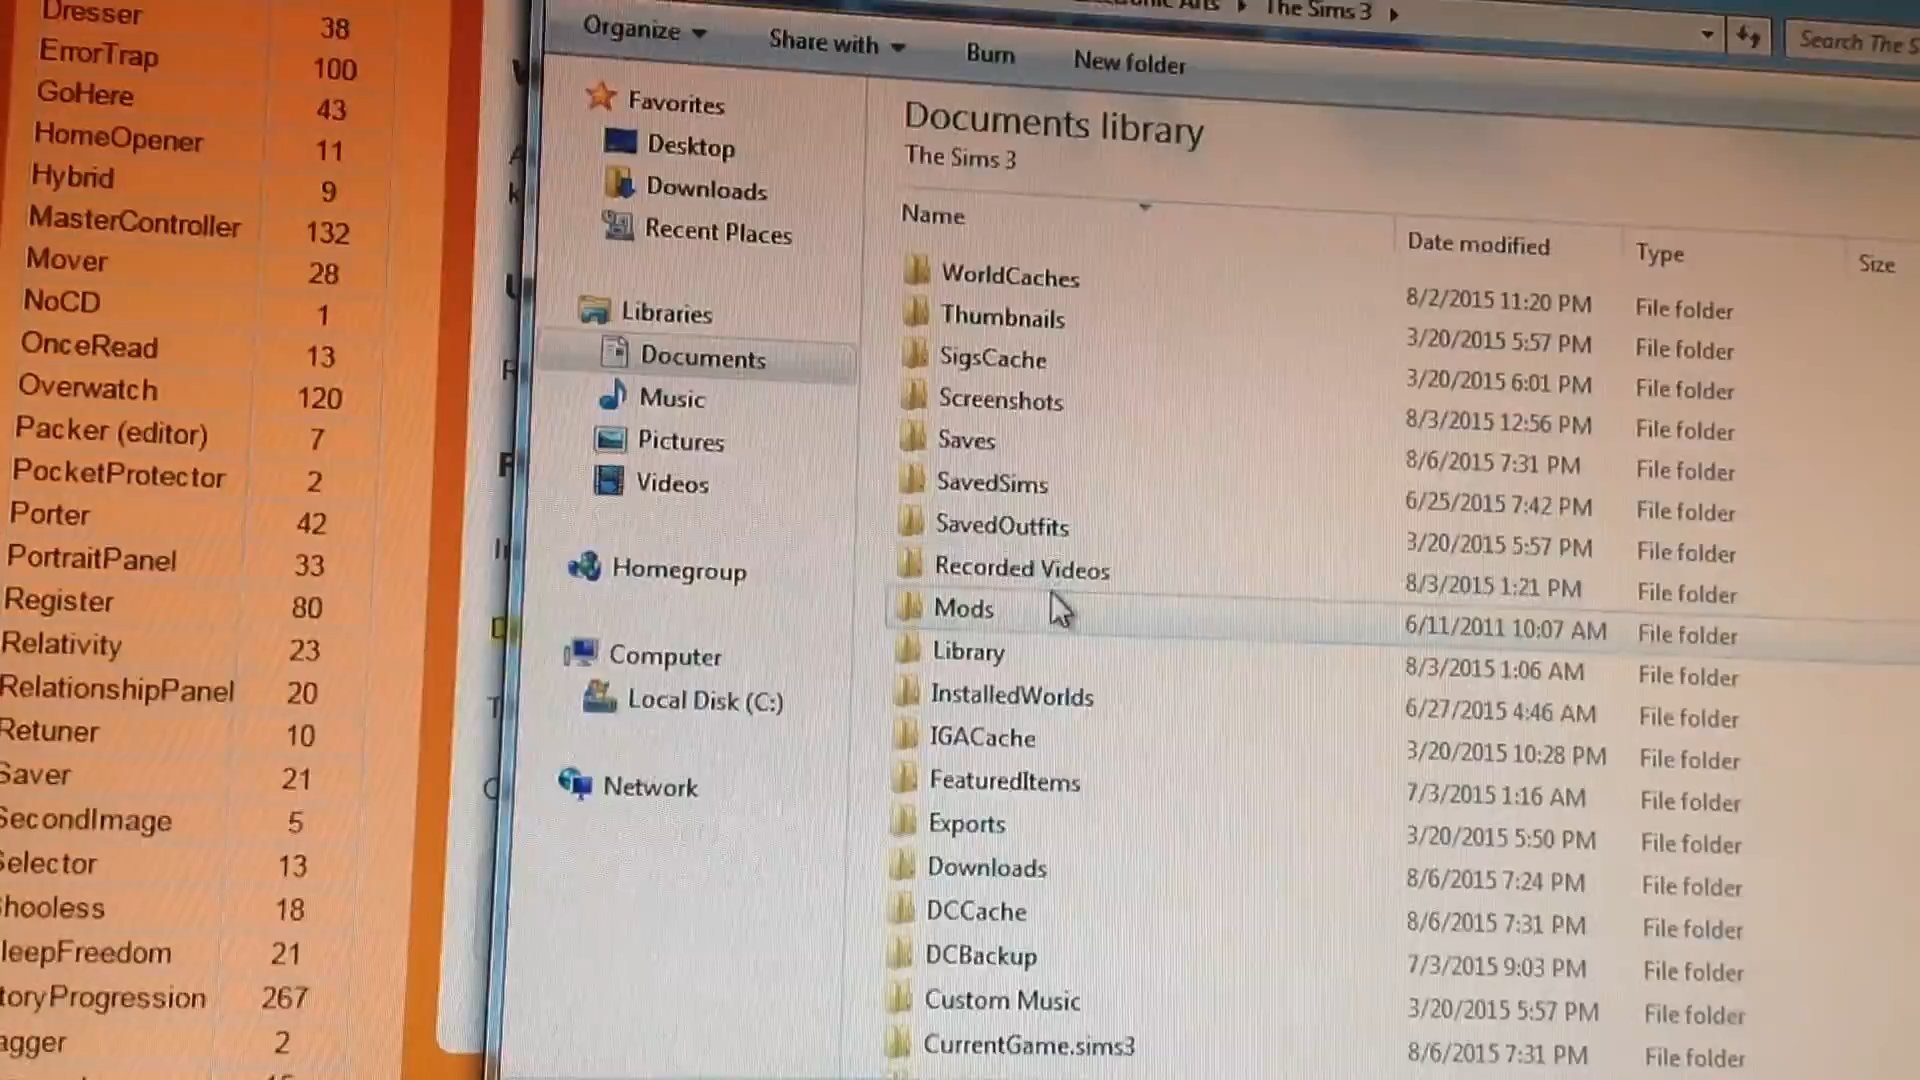 Dresser 38
ErrorTrap 100
GoHere 43
HomeOpener 11
Hybrid 9
MasterController 132
Mover 28
NoCD 1
OnceRead 13
Overwatch 120
Packer (editor) 7
PocketProtector 2
Porter 42
PortraitPanel 33
Register 80
Relativity 23
RelationshipPanel 20
Retuner 10
Saver 21
SecondImage 5
Selector 13
hooless 18
leepFreedom 21
toryProgression 267
agger 2
The Sims 3
Search The S
Organize Share with Burn New folder
Favorites
Desktop
Downloads
Recent Places
Libraries
Documents
Music
Pictures
Videos
Homegroup
Computer
Local Disk (C:)
Network
Documents library
The Sims 3
Name Date modified Type Size
WorldCaches 8/2/2015 11:20 PM File folder
Thumbnails 3/20/2015 5:57 PM File folder
SigsCache 3/20/2015 6:01 PM File folder
Screenshots 8/3/2015 12:56 PM File folder
Saves 8/6/2015 7:31 PM File folder
SavedSims 6/25/2015 7:42 PM File folder
SavedOutfits 3/20/2015 5:57 PM File folder
Recorded Videos 8/3/2015 1:21 PM File folder
Mods 6/11/2011 10:07 AM File folder
Library 8/3/2015 1:06 AM File folder
InstalledWorlds 6/27/2015 4:46 AM File folder
IGACache 3/20/2015 10:28 PM File folder
FeaturedItems 7/3/2015 1:16 AM File folder
Exports 3/20/2015 5:50 PM File folder
Downloads 8/6/2015 7:24 PM File folder
DCCache 8/6/2015 7:31 PM File folder
DCBackup 7/3/2015 9:03 PM File folder
Custom Music 3/20/2015 5:57 PM File folder
CurrentGame.sims3 8/6/2015 7:31 PM File folder